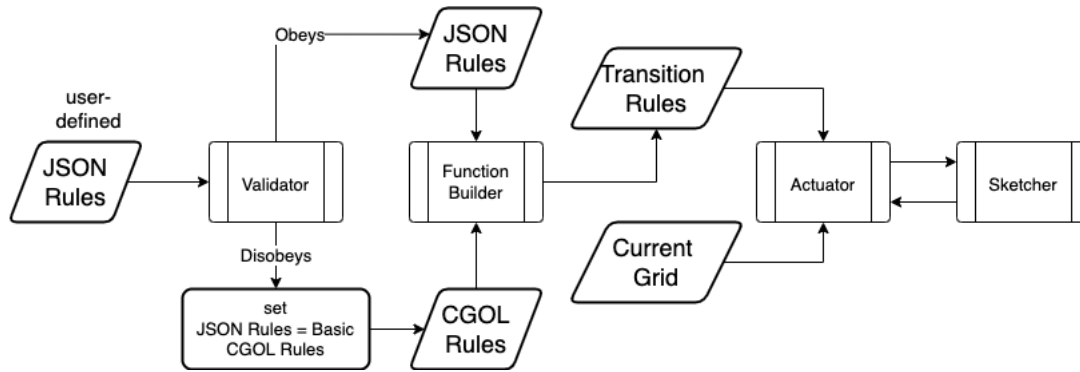 user-
defined
JSON
Rules
Validator
Obeys
JSON
Rules
Disobeys
set
JSON Rules = Basic
CGOL Rules
CGOL
Rules
Function
Builder
Transition
Rules
Current
Grid
Actuator
Sketcher